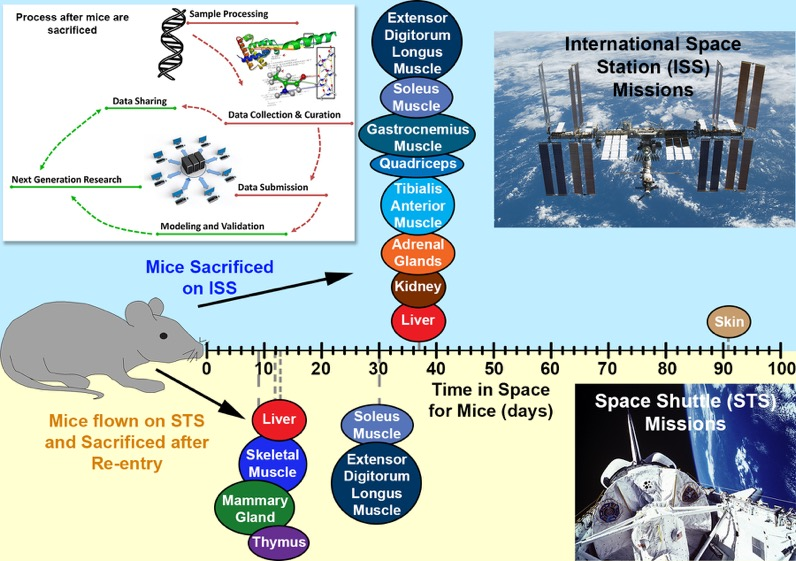 Process after mice are
sacrificed
Sample Processing
Data Sharing
Data Collection & Curation
Next Generation Research
Data Submission
Modeling and Validation
Extensor
Digitorum
Longus
Muscle
Soleus
Muscle
Gastrocnemius
Muscle
Quadriceps
Tibialis
Anterior
Muscle
Adrenal
Glands
Kidney
Liver
International Space
Station (ISS)
Missions
Mice Sacrificed
on ISS
Skin
0 10 20 30 40 50 60 70 80 90 100
Time in Space
for Mice (days)
Mice flown on STS
and Sacrificed after
Re-entry
Liver
Skeletal
Muscle
Mammary
Gland
Thymus
Soleus
Muscle
Extensor
Digitorum
Longus
Muscle
Space Shuttle (STS)
Missions